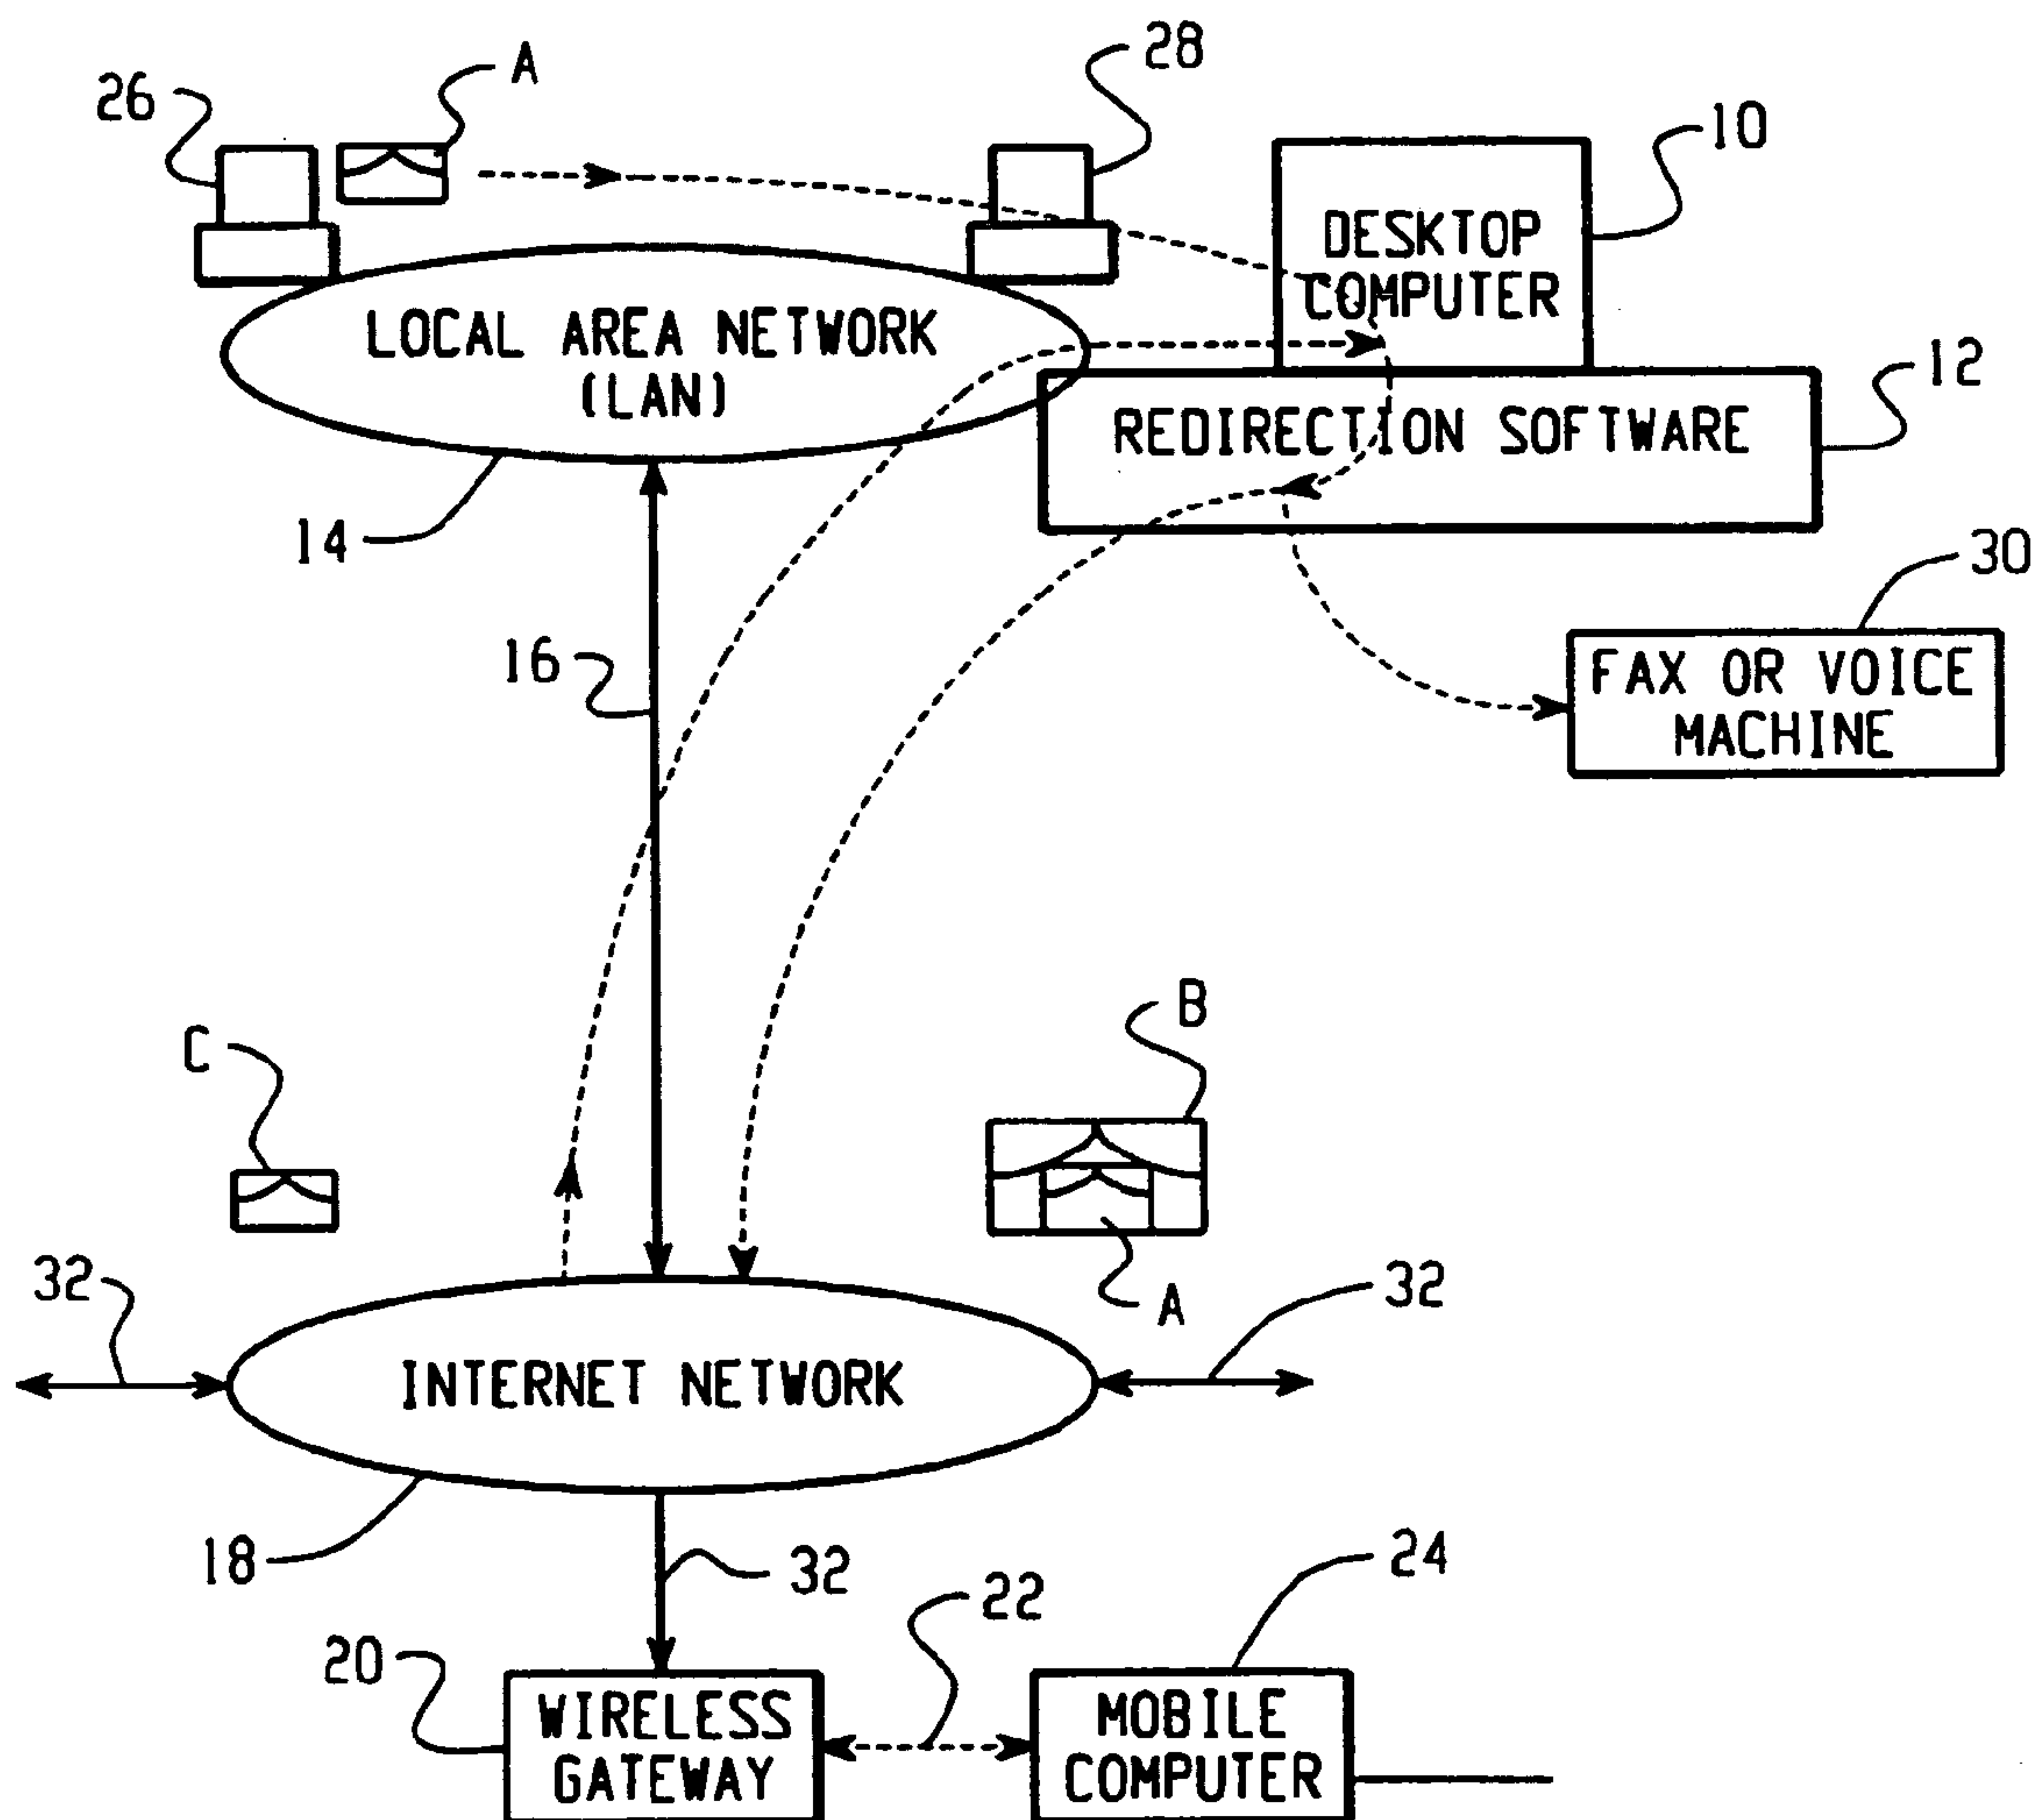 28
A
26
10
DESKTOP
COMPUTER
LOCAL AREA NETWORK
(LAN)
12
REDIRECTION SOFTWARE
14
30
16
FAX OR VOICE
MACHINE
B
C
32
A
32
INTERNET NETWORK
18
32
22
24
20
WIRELESS
GATEWAY
MOBILE
COMPUTER